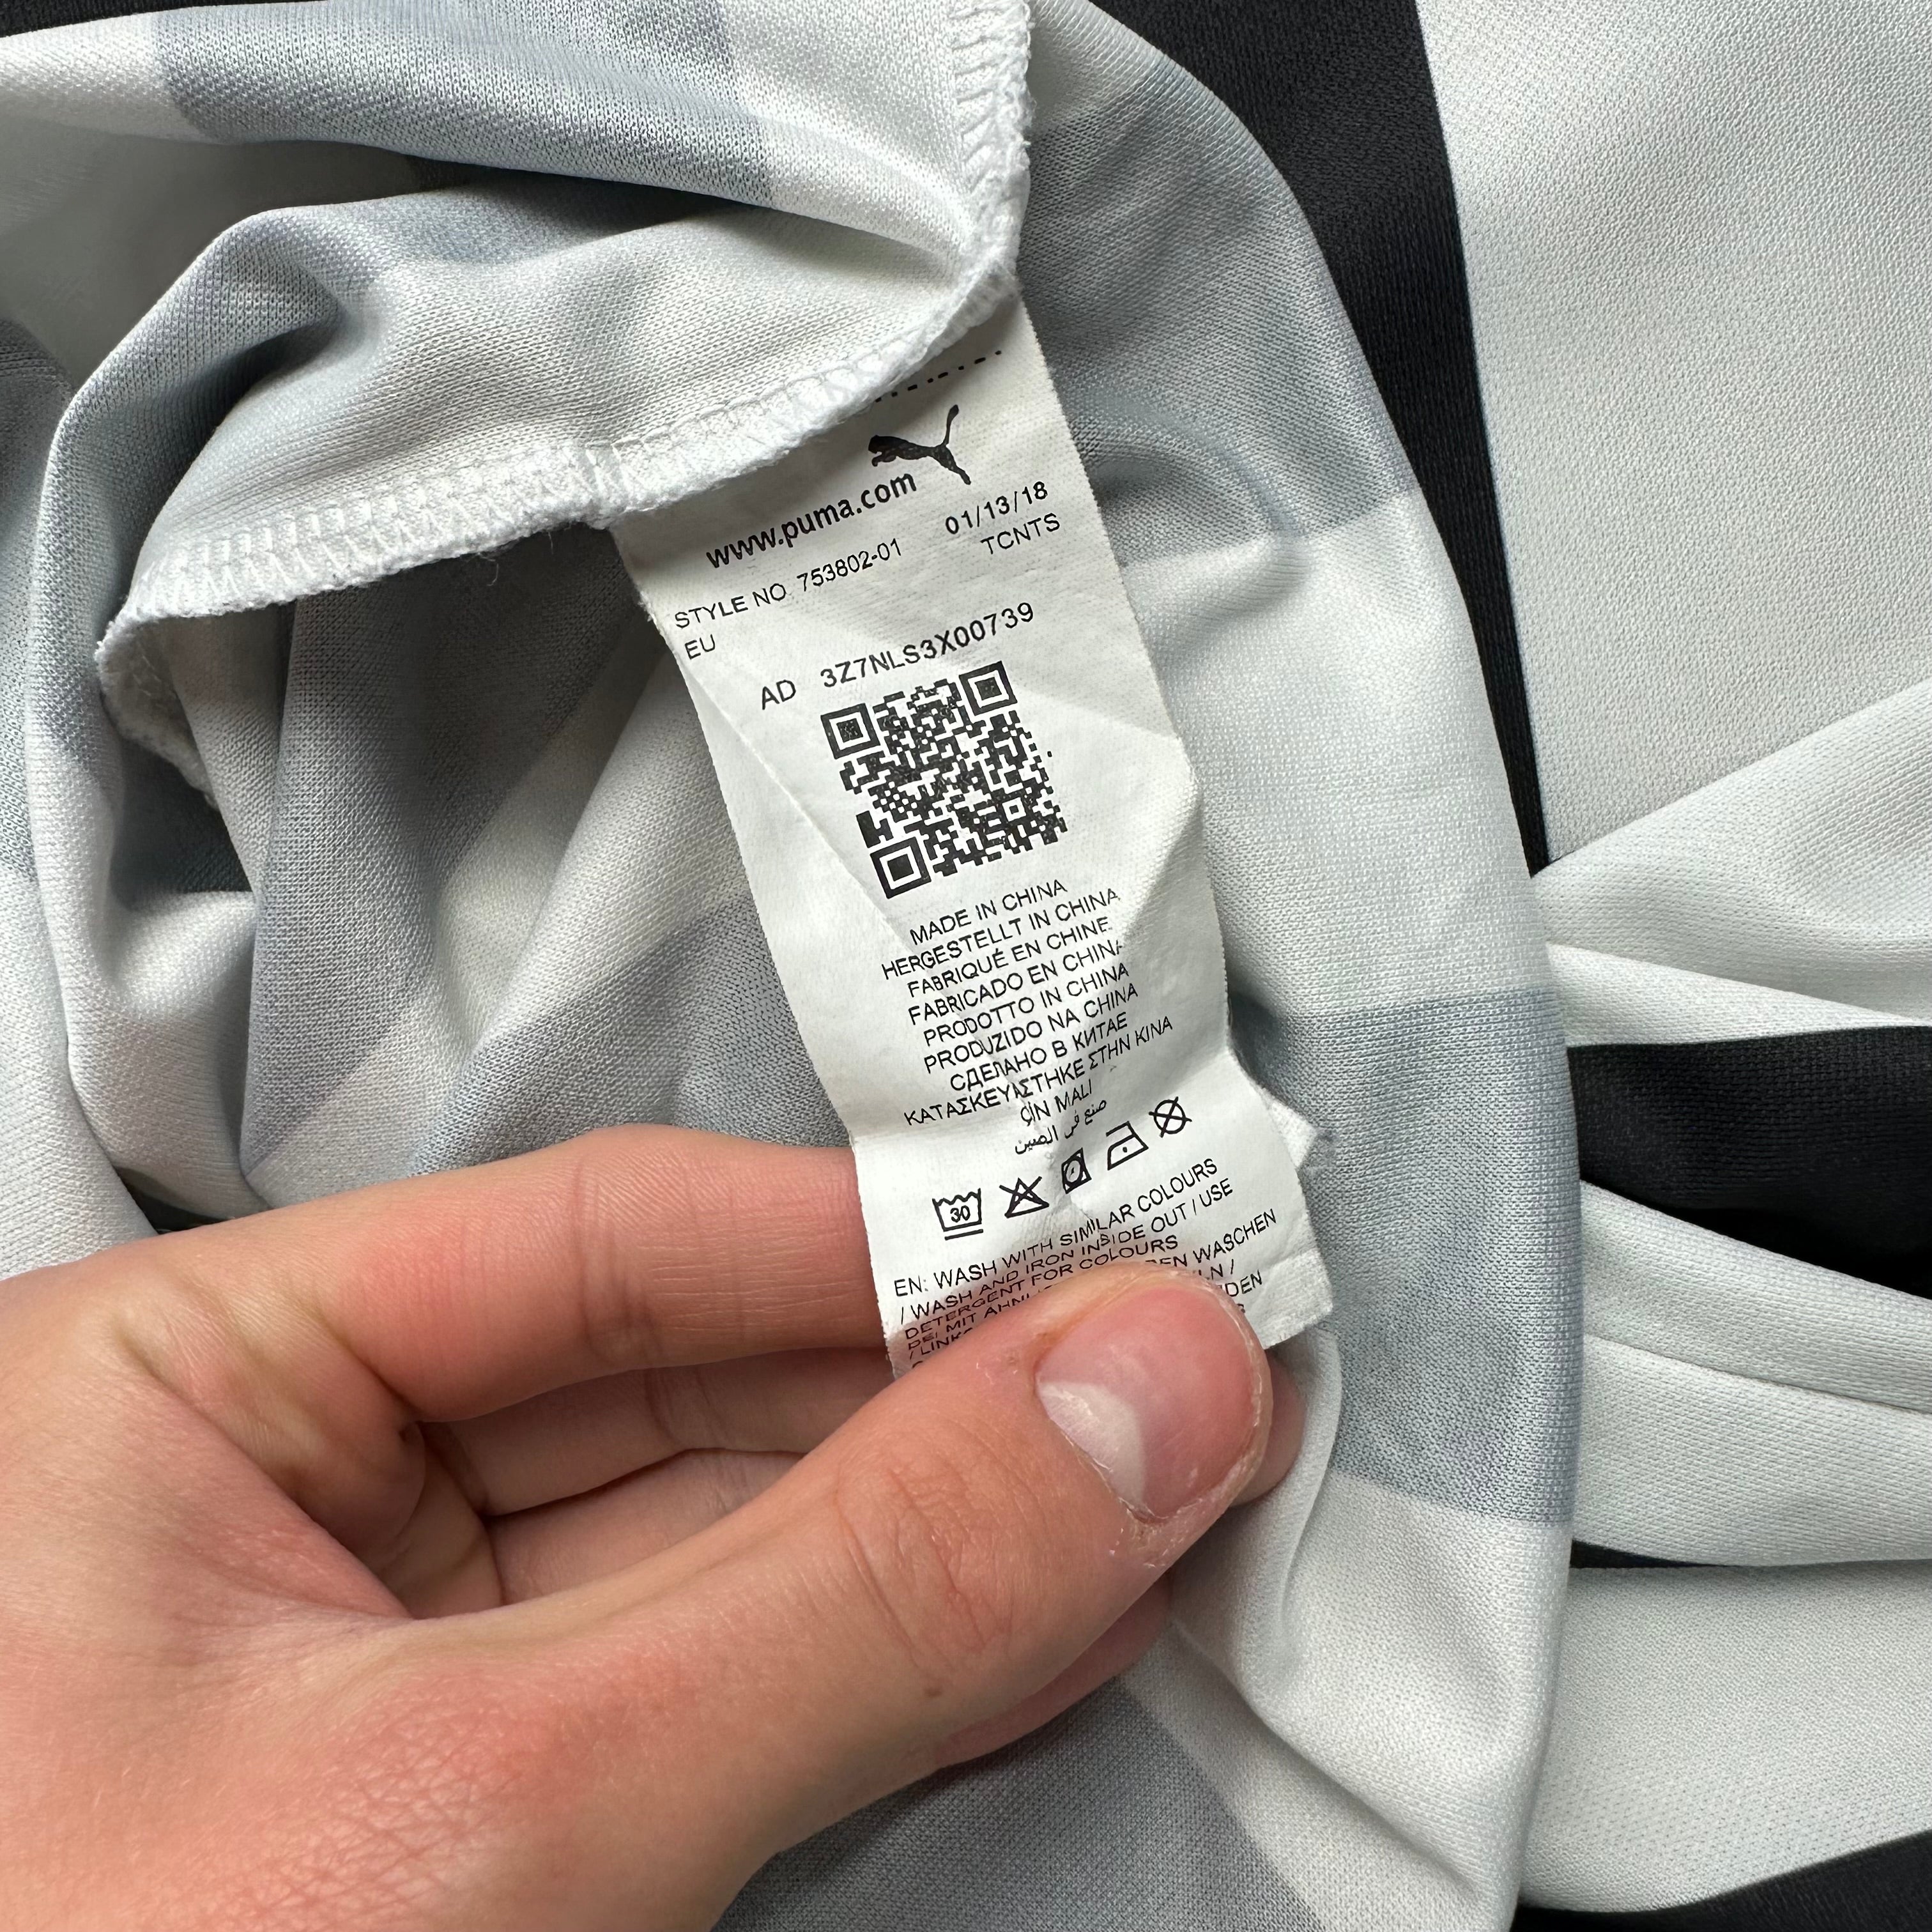 www.puma.com
01/13/18
STYLE NO 753802-01 TCNTS
EU
AD 3Z7NLS3X00739
MADE IN CHINA
HERGESTELLT IN CHINA
FABRIQUÉ EN CHINE
FABRICADO EN CHINA
PRODOTTO IN CHINA
PRODUZIDO NA CHINA
СДЕЛАНО В КИТАЕ
ΚΑΤΑΣΚΕΥΑΣΤΗΚΕ ΣΤΗΝ ΚΙΝΑ
ÇİN MALI
صنع في الصين
30
EN: WASH WITH SIMILAR COLOURS
/ WASH AND IRON INSIDE OUT / USE
DETERGENT FOR COLOURS
DE: MIT WASCHEN